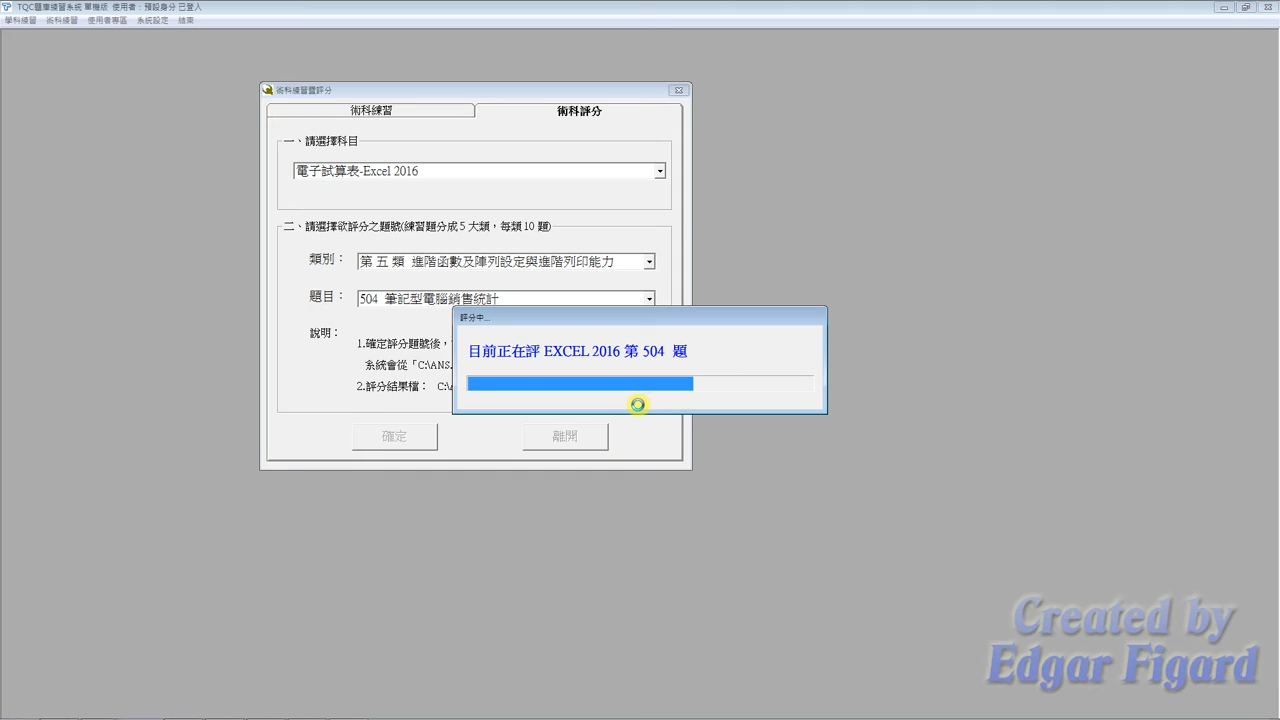 TQC題庫練習系統 單機版 使用者：預設身分 已登入
學科練習 術科練習 使用者專區 系統設定 結束
術科練習暨評分
術科練習 術科評分
一、請選擇科目
電子試算表-Excel 2016
二、請選擇欲評分之題號(練習題分成 5 大類，每類 10 題)
類別： 第 五 類 進階函數及陣列設定與進階列印能力
題目： 504 筆記型電腦銷售統計
評分中...
目前正在評 EXCEL 2016 第 504 題
說明：
1.確定評分題號後，
系統會從「C:\ANS.
2.評分結果檔： C:\
確定 離開
Created by
Edgar Figard